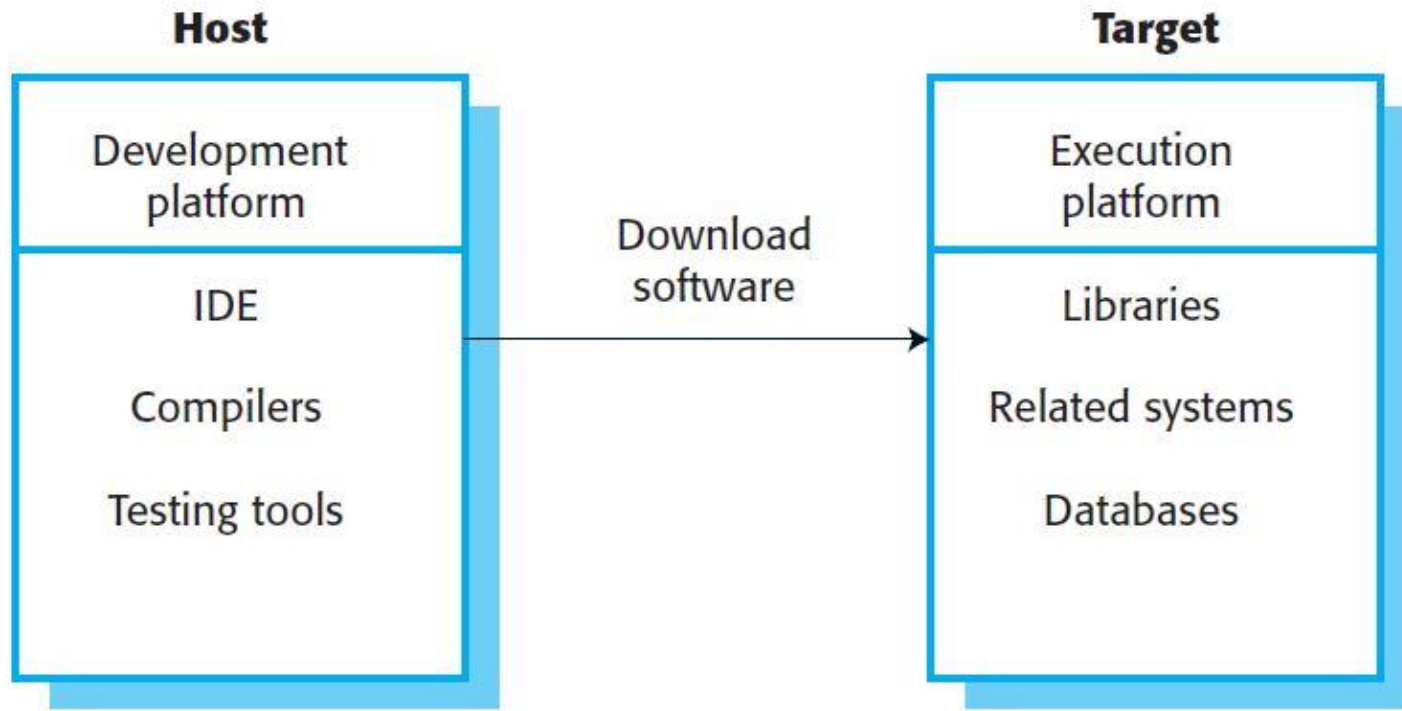 Host
Development
platform
IDE
Compilers
Testing tools
Download
software
Target
Execution
platform
Libraries
Related systems
Databases